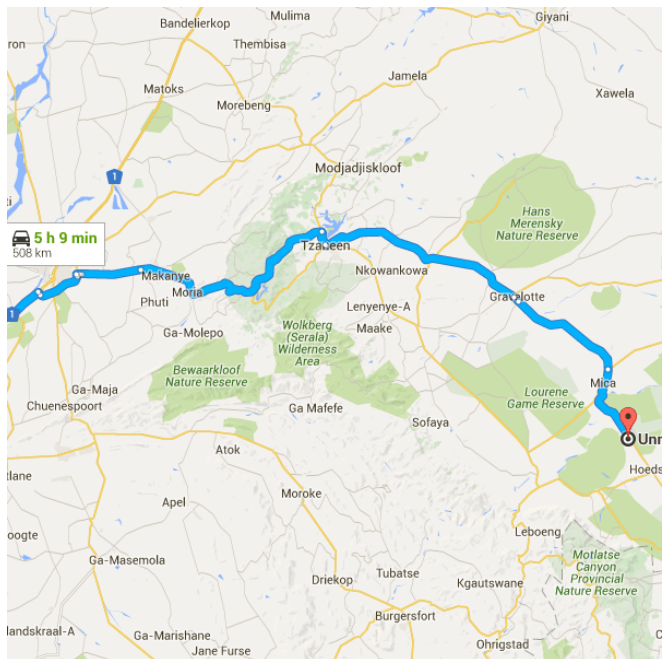 Mulima
Bandelierkop
Giyani
Thembisa
Jamela
Matoks
Xawela
Morebeng
1
Modjadjiskloof
Hans
Merensky
Nature Reserve
5 h 9 min
508 km
Tzaneen
Makanye
Nkowankowa
Moria
Phuti
Gravelotte
1
Lenyenye-A
Ga-Molepo
Maake
Wolkberg
(Serala)
Wilderness
Area
Bewaarkloof
Nature Reserve
Mica
Ga-Maja
Lourene
Game Reserve
Chuenespoort
Ga Mafefe
Sofaya
Unn
Atok
Hoeds
Moroke
Apel
Leboeng
Ga-Masemola
Motlatse
Canyon
Provincial
Nature Reserve
Tubatse
Driekop
Kgautswane
Burgersfort
landskraal-A
Ga-Marishane
Jane Furse
Ohrigstad